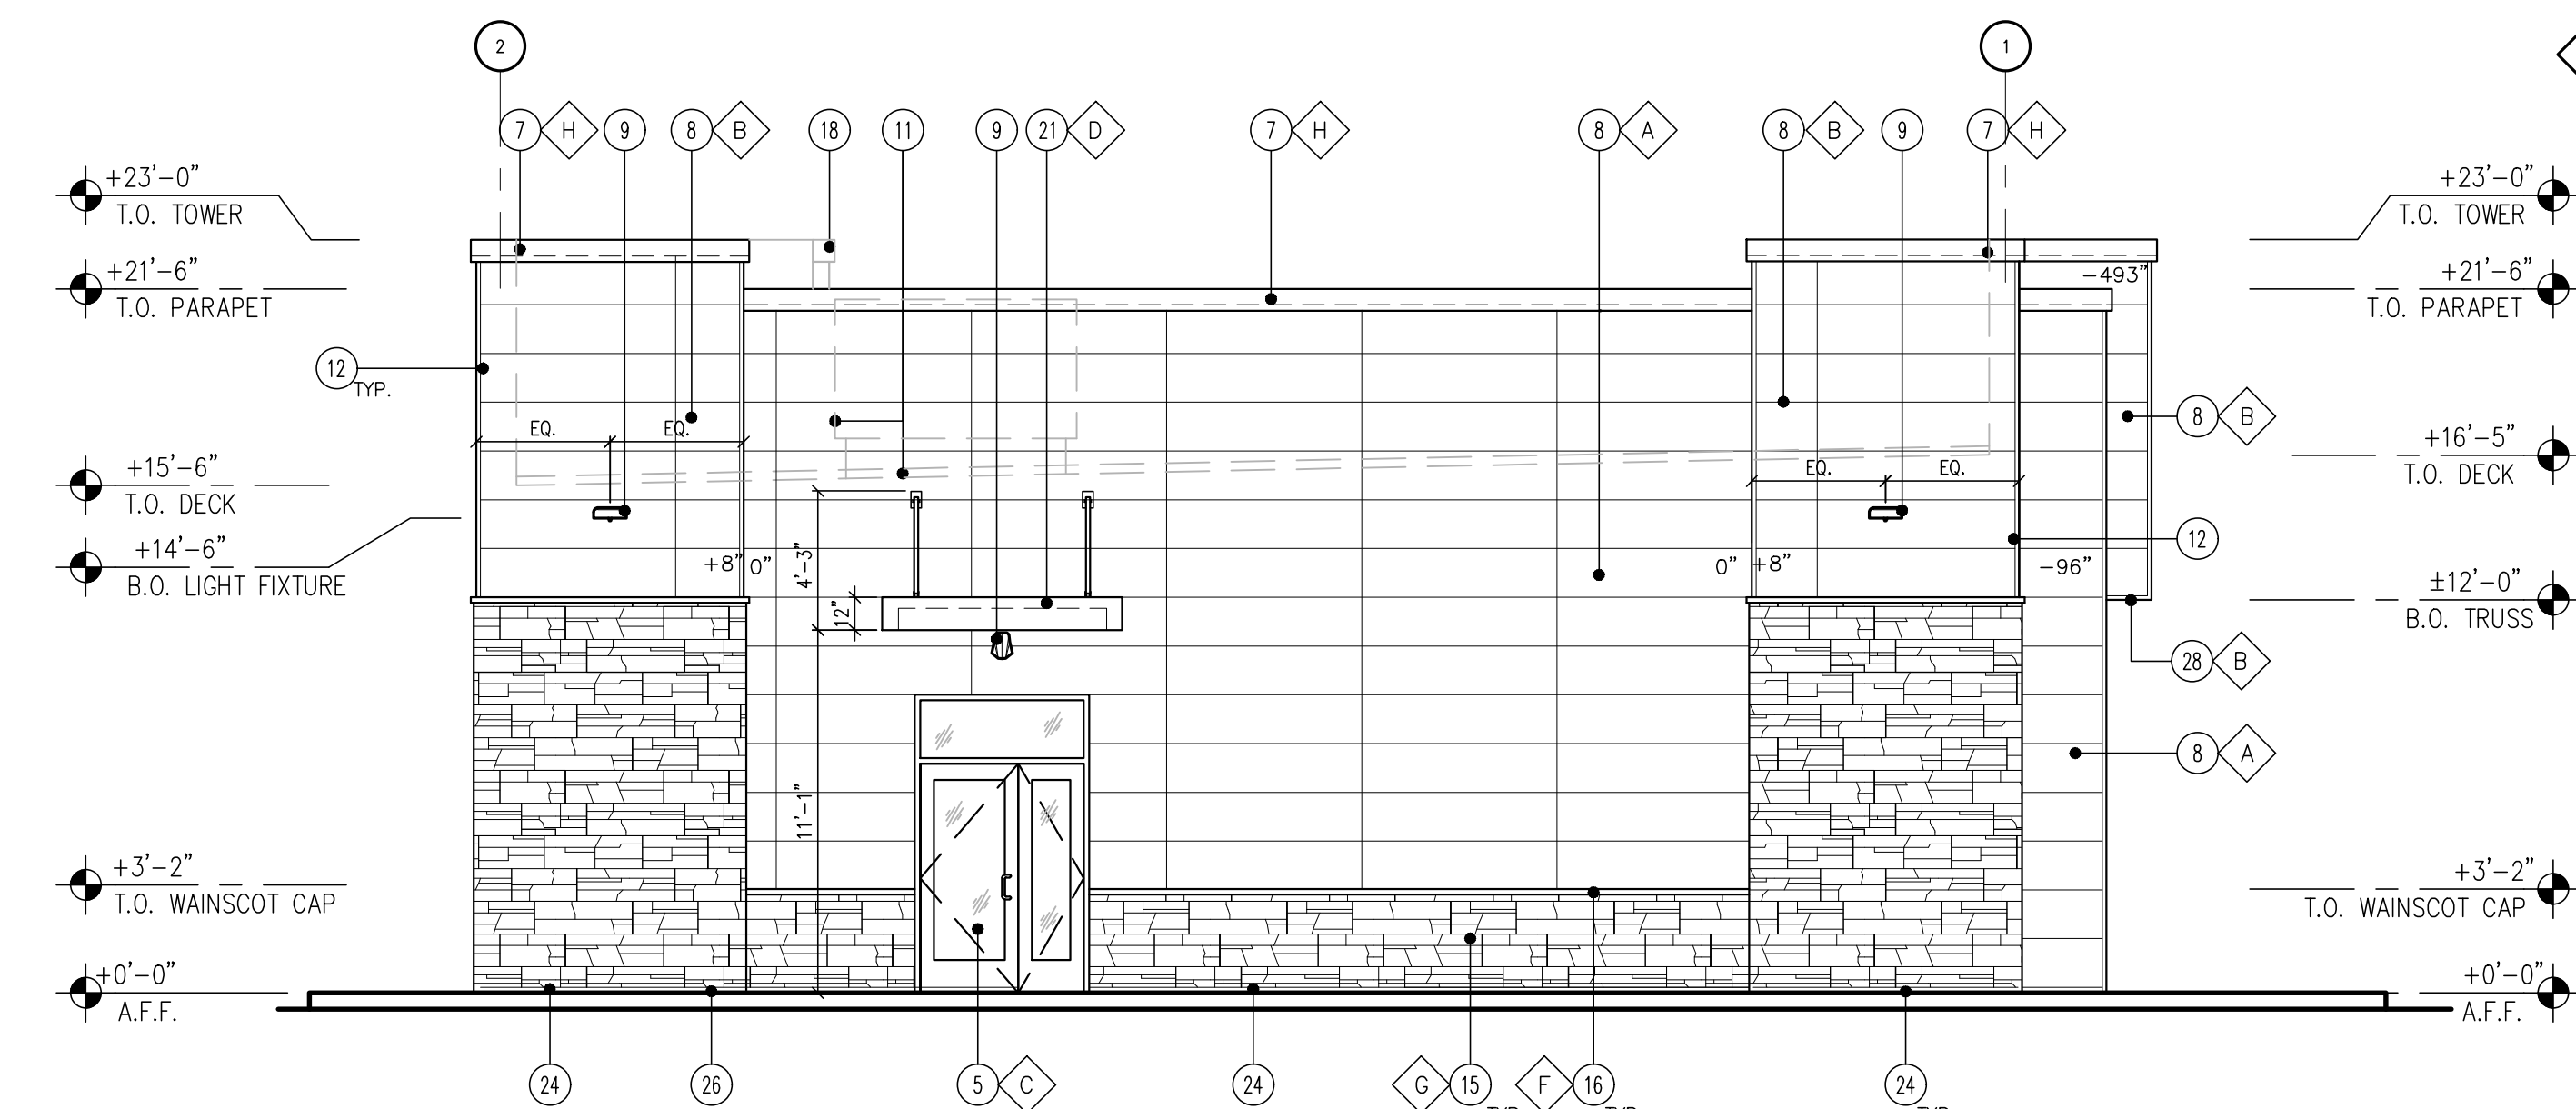 2
1
7 H 9 8 B 18 11 9 21 D 7 H 8 A 8 B 9 7 H
+23'-0"
T.O. TOWER
+23'-0"
T.O. TOWER
+21'-6"
T.O. PARAPET
-493"
+21'-6"
T.O. PARAPET
12
TYP.
8 B
EQ. EQ.
+16'-5"
T.O. DECK
+15'-6"
T.O. DECK
EQ. EQ.
+14'-6"
B.O. LIGHT FIXTURE
12
+8" 0"
4'-3"
0" +8"
-96"
±12'-0"
B.O. TRUSS
12"
28 B
8 A
11'-1"
+3'-2"
T.O. WAINSCOT CAP
+3'-2"
T.O. WAINSCOT CAP
+0'-0"
A.F.F.
+0'-0"
A.F.F.
24 26 5 C 24 G 15 F 16 24
TYP. TYP. TYP.